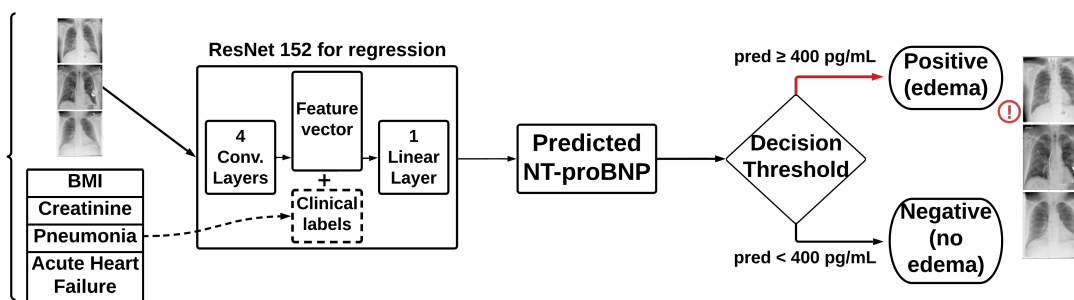 ResNet 152 for regression
BMI
Creatinine
Pneumonia
Acute Heart
Failure
4
Conv.
Layers
Feature
vector
+
Clinical
labels
1
Linear
Layer
Predicted
NT-proBNP
Decision
Threshold
pred ≥ 400 pg/mL
Positive
(edema)
!
pred < 400 pg/mL
Negative
(no
edema)